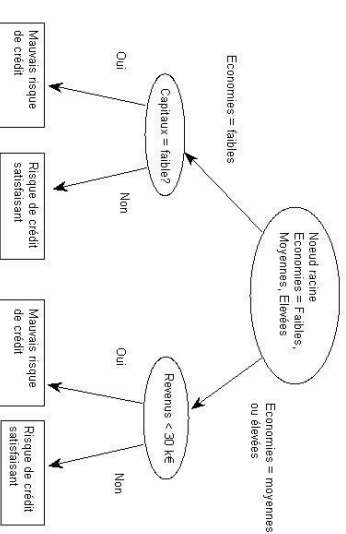 Noeud racine
Economies = Faibles,
Moyennes, Elevées
Economies = faibles
Economies = moyennes
ou élevées
Capitaux = faible?
Revenus < 30 k€
Oui
Non
Oui
Non
Mauvais risque
de crédit
Risque de crédit
satisfaisant
Mauvais risque
de crédit
Risque de crédit
satisfaisant